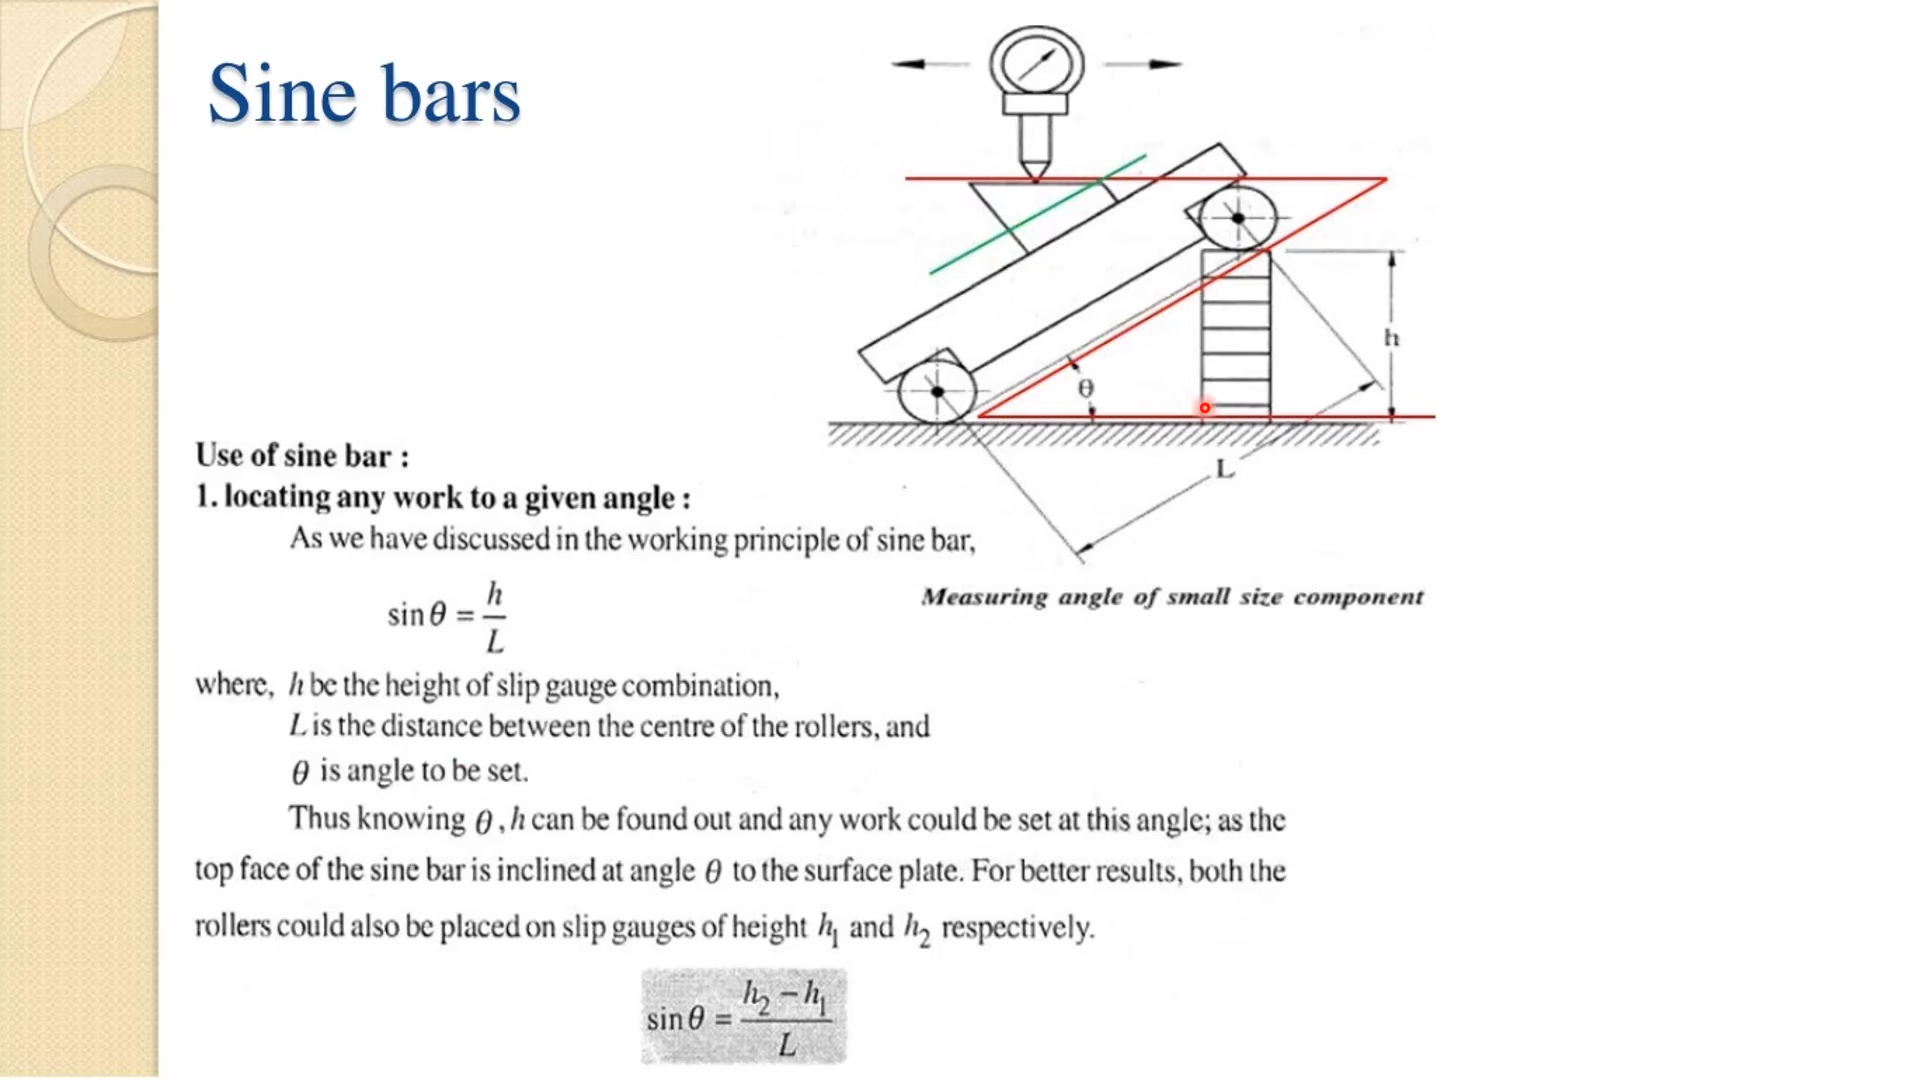 Sine bars
h
θ
L
Measuring angle of small size component
Use of sine bar :
1. locating any work to a given angle :
As we have discussed in the working principle of sine bar,
sin θ = h / L
where, h be the height of slip gauge combination,
L is the distance between the centre of the rollers, and
θ is angle to be set.
Thus knowing θ, h can be found out and any work could be set at this angle; as the
top face of the sine bar is inclined at angle θ to the surface plate. For better results, both the
rollers could also be placed on slip gauges of height h₁ and h₂ respectively.
sin θ = h₂ – h₁ / L